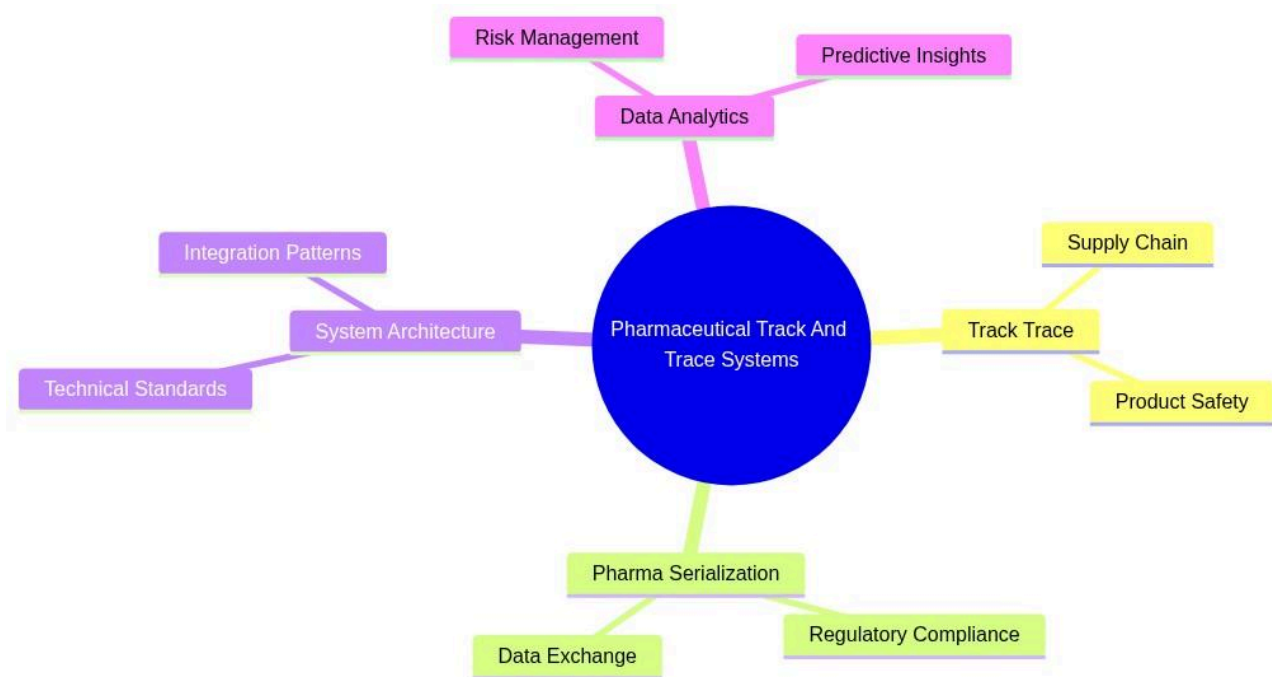 Risk Management
Predictive Insights
Data Analytics
Integration Patterns
System Architecture
Technical Standards
Pharmaceutical Track And
Trace Systems
Supply Chain
Track Trace
Product Safety
Pharma Serialization
Data Exchange
Regulatory Compliance